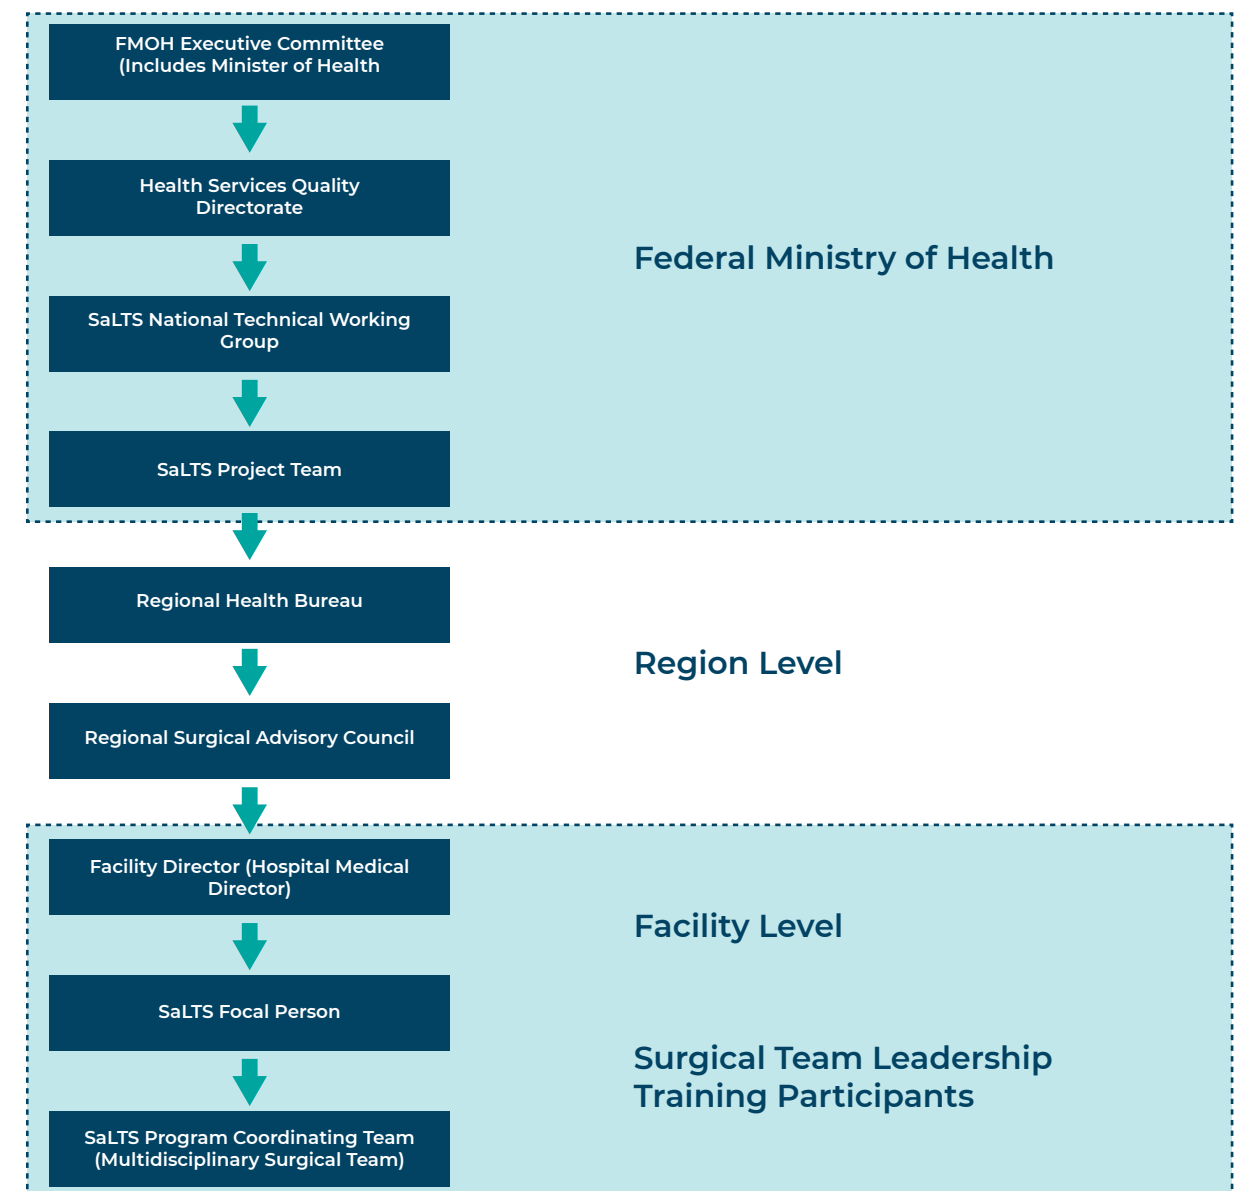 FMOH Executive Committee
(Includes Minister of Health
Health Services Quality
Directorate
Federal Ministry of Health
SaLTS National Technical Working
Group
SaLTS Project Team
Regional Health Bureau
Region Level
Regional Surgical Advisory Council
Facility Director (Hospital Medical
Director)
Facility Level
SaLTS Focal Person
Surgical Team Leadership
Training Participants
SaLTS Program Coordinating Team
(Multidisciplinary Surgical Team)